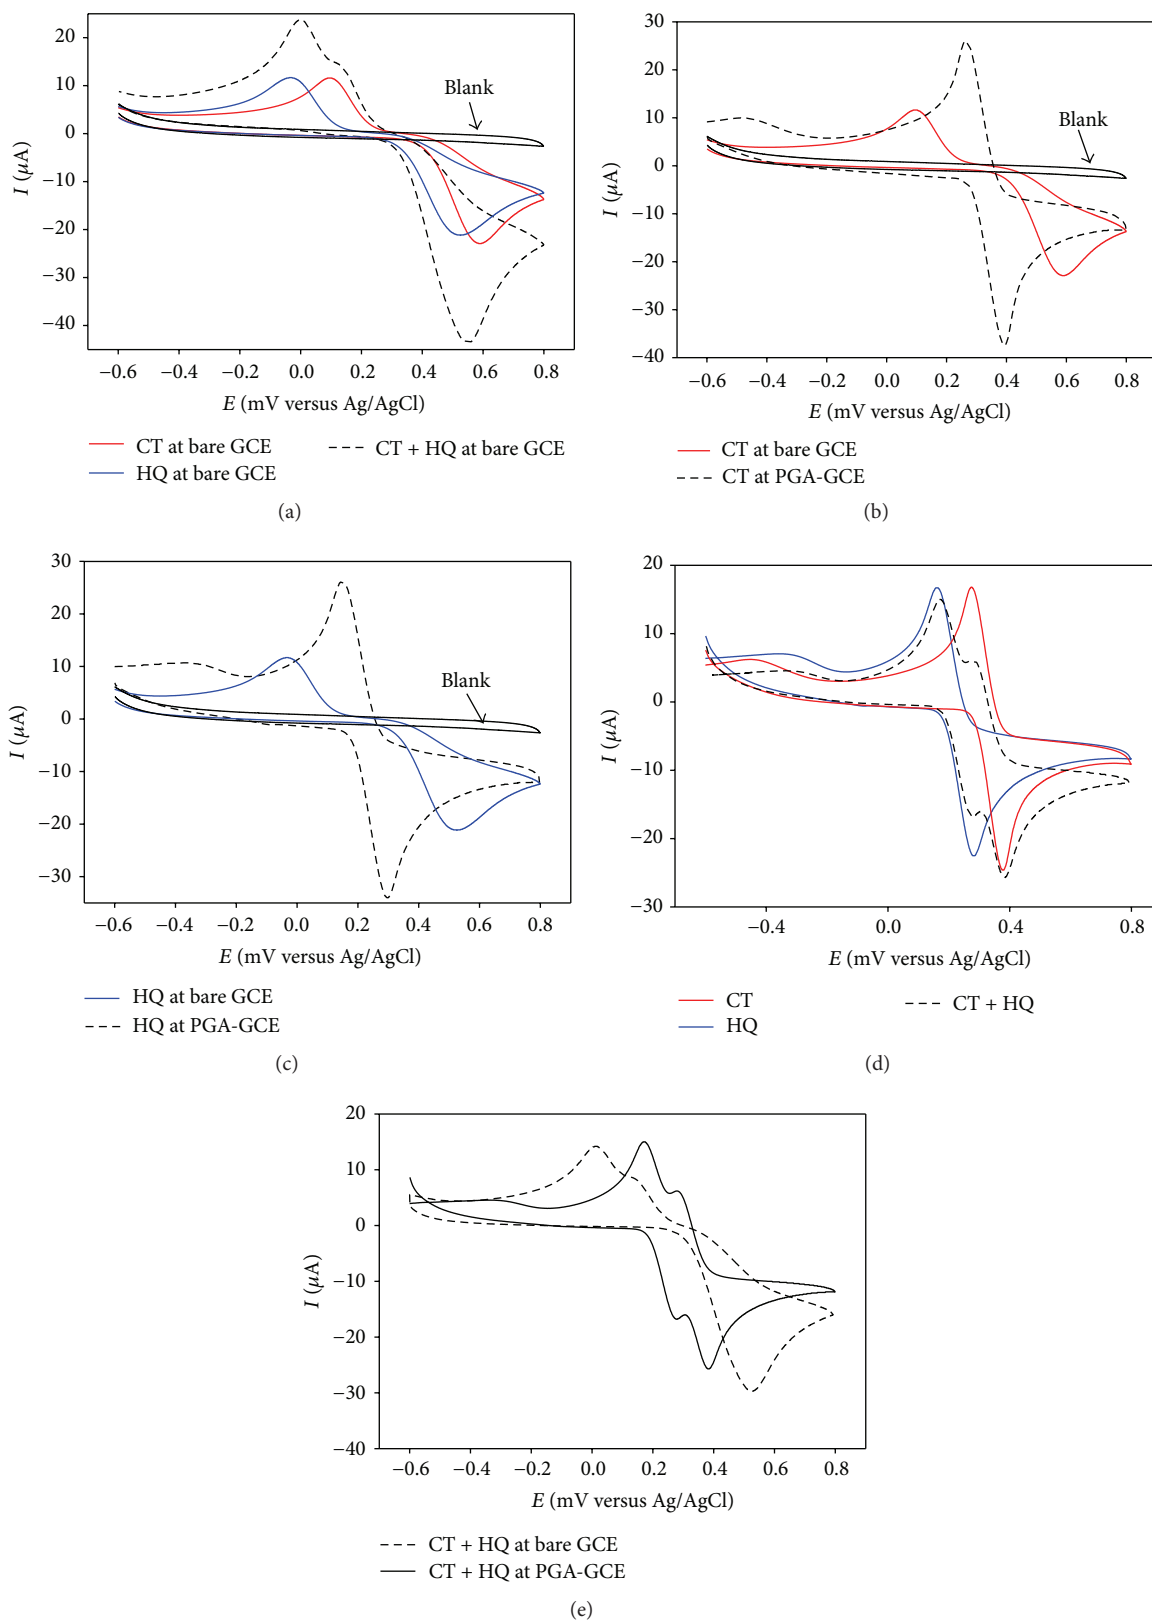 20
10
0
−10
−20
−30
−40
I (μA)
Blank
−0.6 −0.4 −0.2 0.0 0.2 0.4 0.6 0.8
E (mV versus Ag/AgCl)
CT at bare GCE
HQ at bare GCE
CT + HQ at bare GCE
(a)
30
20
10
0
−10
−20
−30
−40
I (μA)
Blank
−0.6 −0.4 −0.2 0.0 0.2 0.4 0.6 0.8
E (mV versus Ag/AgCl)
CT at bare GCE
CT at PGA-GCE
(b)
30
20
10
0
−10
−20
−30
I (μA)
Blank
−0.6 −0.4 −0.2 0.0 0.2 0.4 0.6 0.8
E (mV versus Ag/AgCl)
HQ at bare GCE
HQ at PGA-GCE
(c)
20
10
0
−10
−20
−30
I (μA)
−0.4 0.0 0.4 0.8
E (mV versus Ag/AgCl)
CT
HQ
CT + HQ
(d)
20
10
0
−10
−20
−30
−40
I (μA)
−0.6 −0.4 −0.2 0.0 0.2 0.4 0.6 0.8
E (mV versus Ag/AgCl)
CT + HQ at bare GCE
CT + HQ at PGA-GCE
(e)